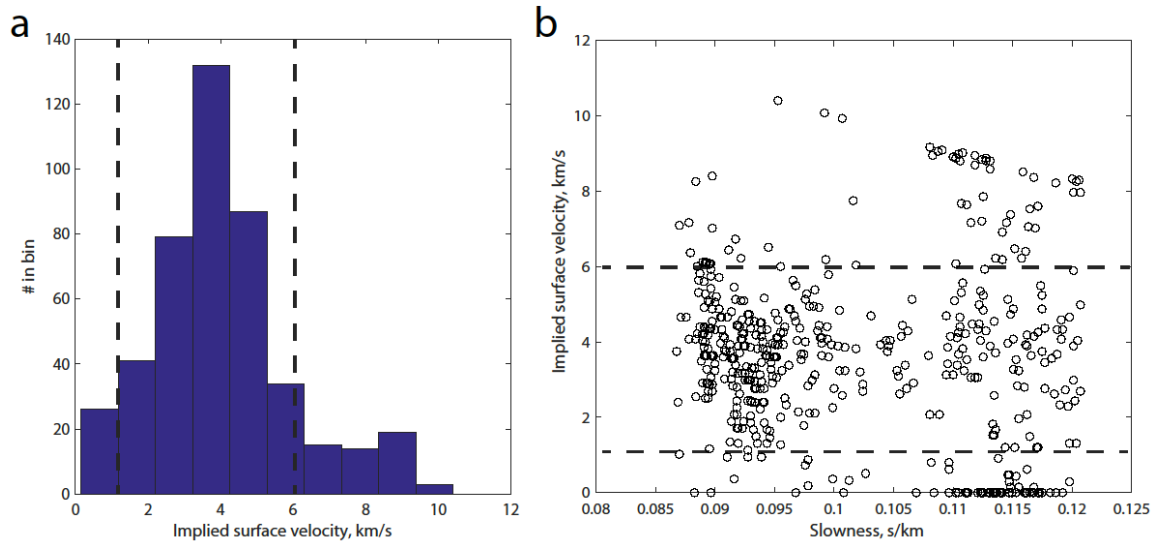 a
140
120
100
80
60
40
20
0
# in bin
0 2 4 6 8 10 12
Implied surface velocity, km/s
b
12
10
8
6
4
2
0
Implied surface velocity, km/s
0.08 0.085 0.09 0.095 0.1 0.105 0.11 0.115 0.12 0.125
Slowness, s/km